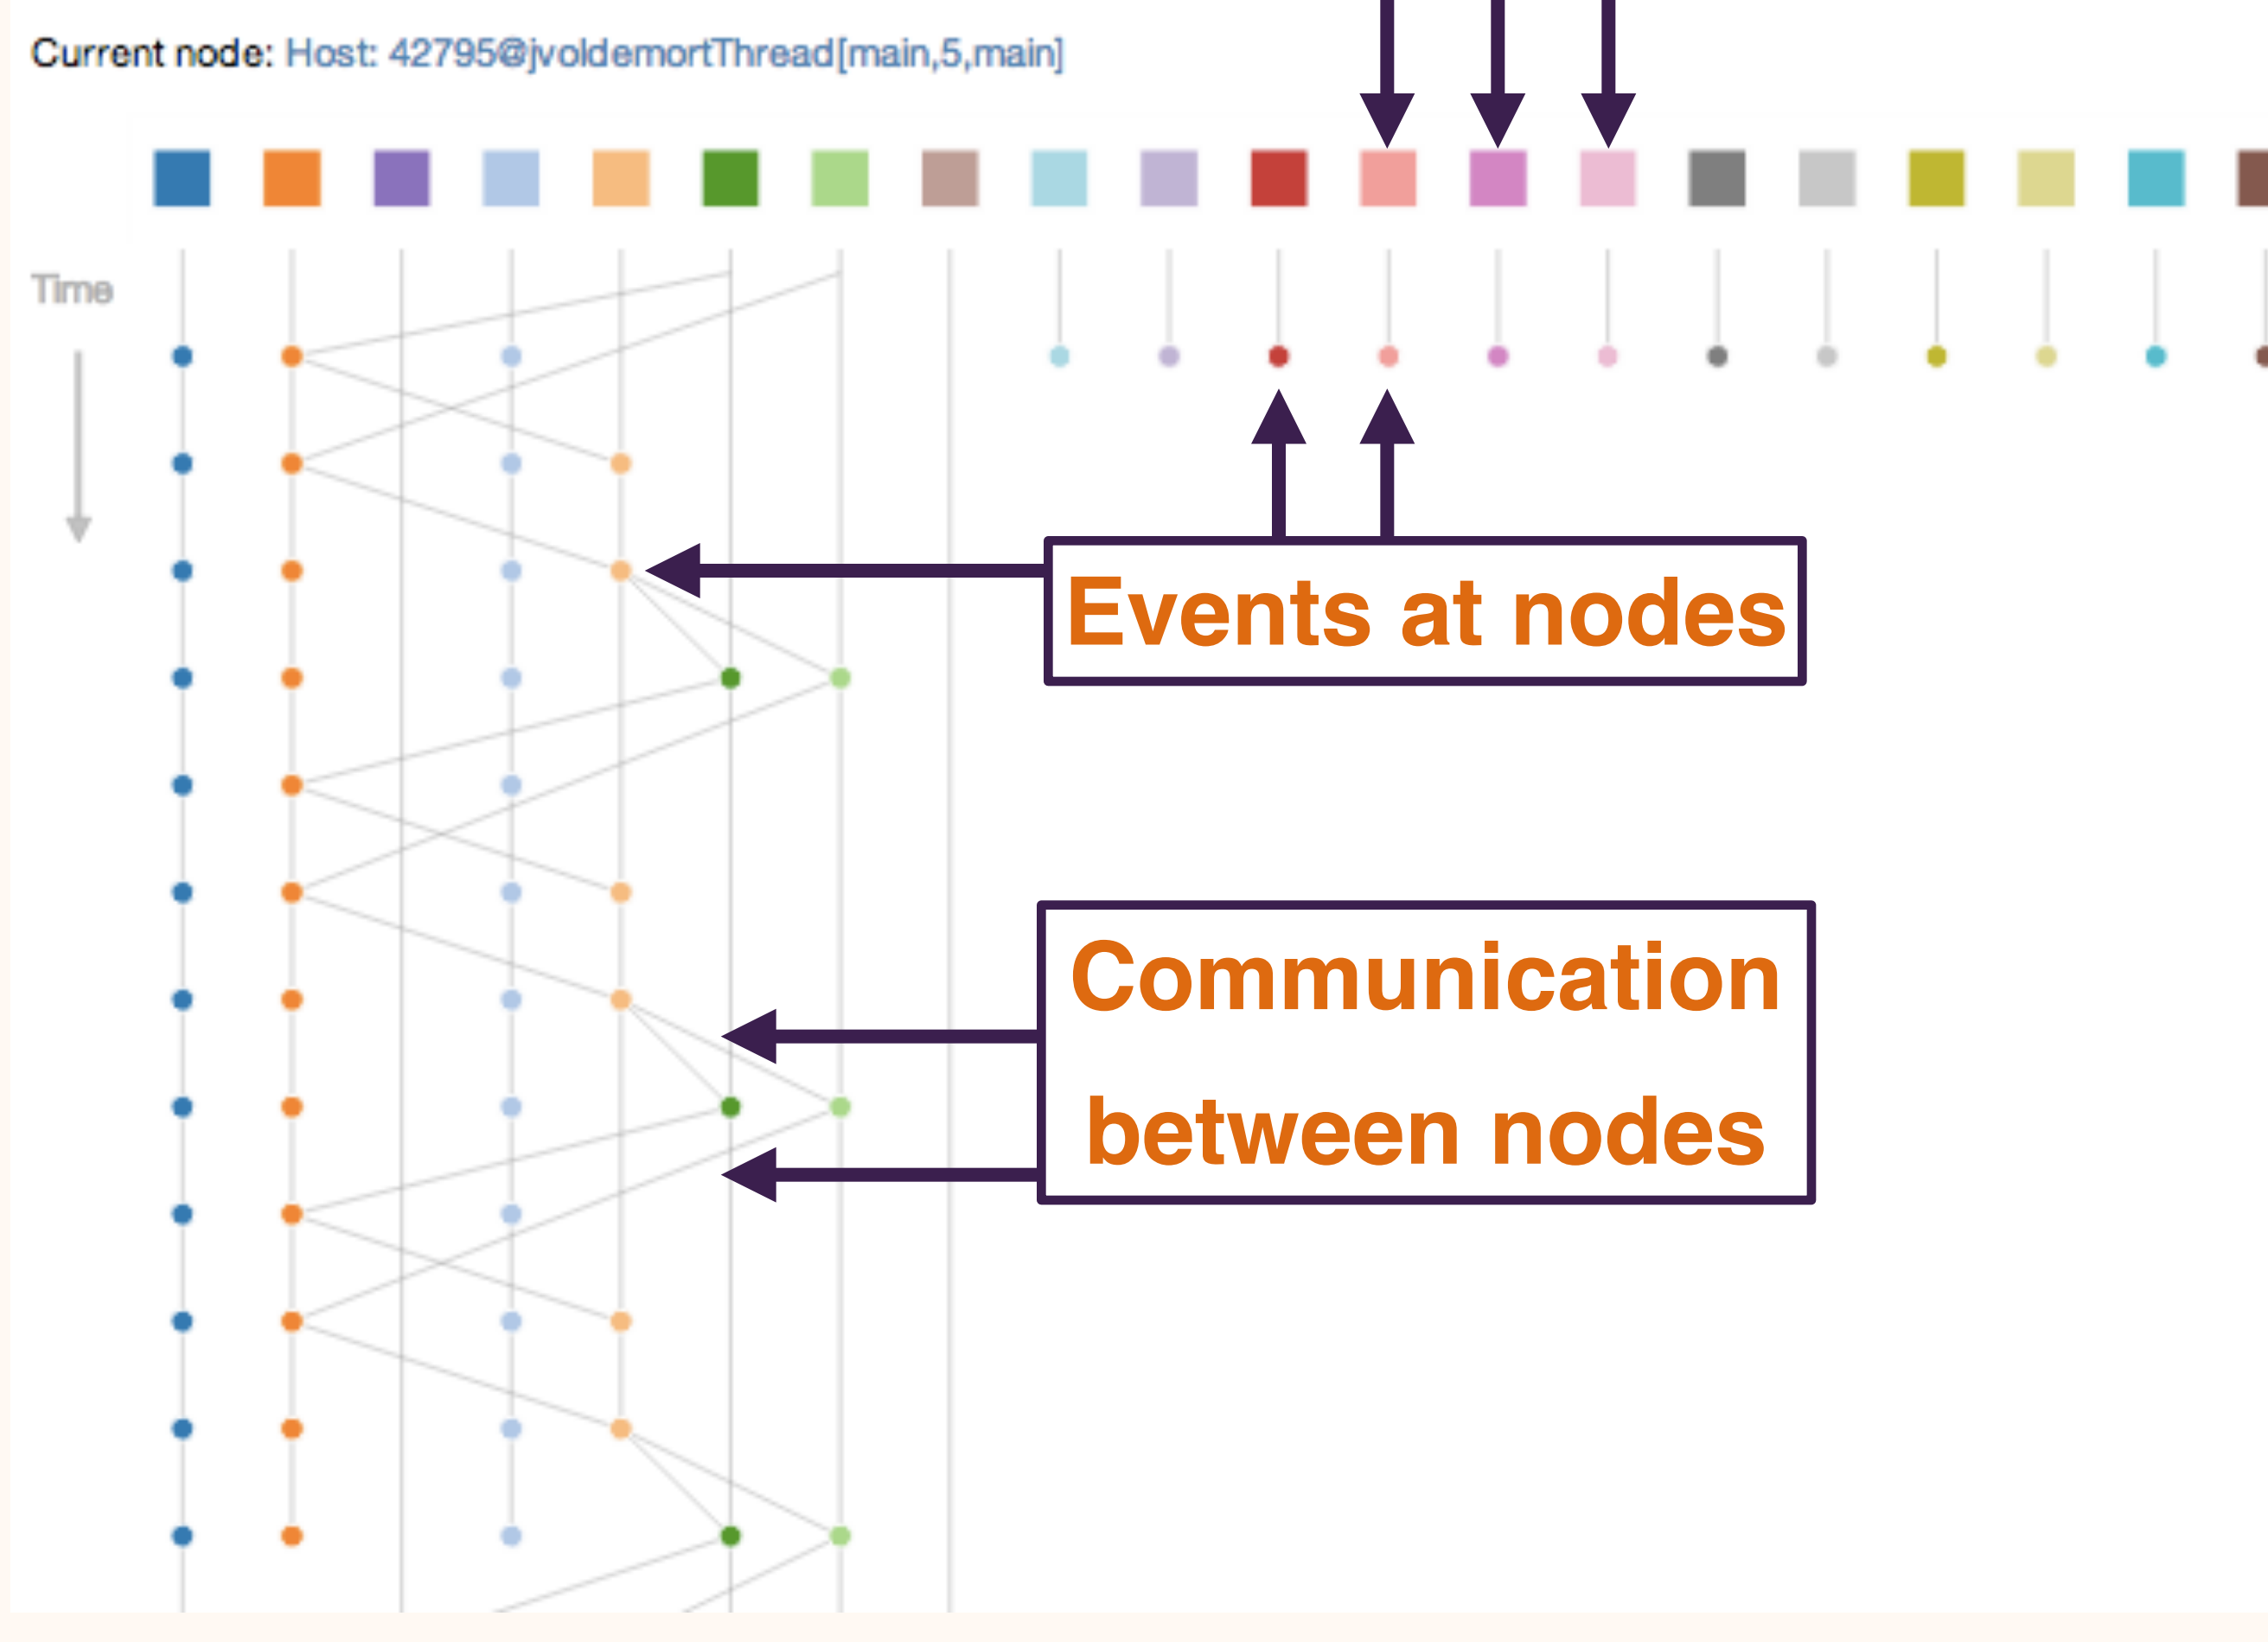 Current node: Host: 42795@jvoldemortThread[main,5,main]
Time
Events at nodes
Communication
between nodes